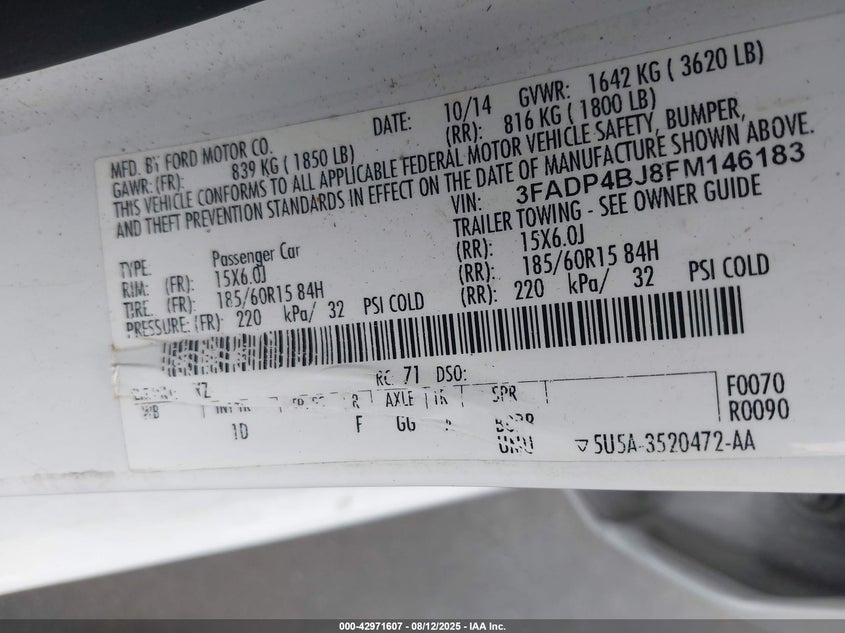 MFD. BY FORD MOTOR CO. DATE: 10/14 GVWR: 1642 KG ( 3620 LB)
GAWR: (FR): 839 KG ( 1850 LB) (RR): 816 KG ( 1800 LB)
THIS VEHICLE CONFORMS TO ALL APPLICABLE FEDERAL MOTOR VEHICLE SAFETY, BUMPER,
AND THEFT PREVENTION STANDARDS IN EFFECT ON THE DATE OF MANUFACTURE SHOWN ABOVE.
VIN: 3FADP4BJ8FM146183
TYPE: Passenger Car TRAILER TOWING - SEE OWNER GUIDE
RIM: (FR): 15X6.0J (RR): 15X6.0J
TIRE: (FR): 185/60R15 84H (RR): 185/60R15 84H
PRESSURE: (FR): 220 kPa/ 32 PSI COLD (RR): 220 kPa/ 32 PSI COLD
YZ RC: 71 DSO:
WB R AXLE TR SPR F0070
1D F GG R0090
UMU 5U5A-3520472-AA
000-42971607 - 08/12/2025 - IAA Inc.